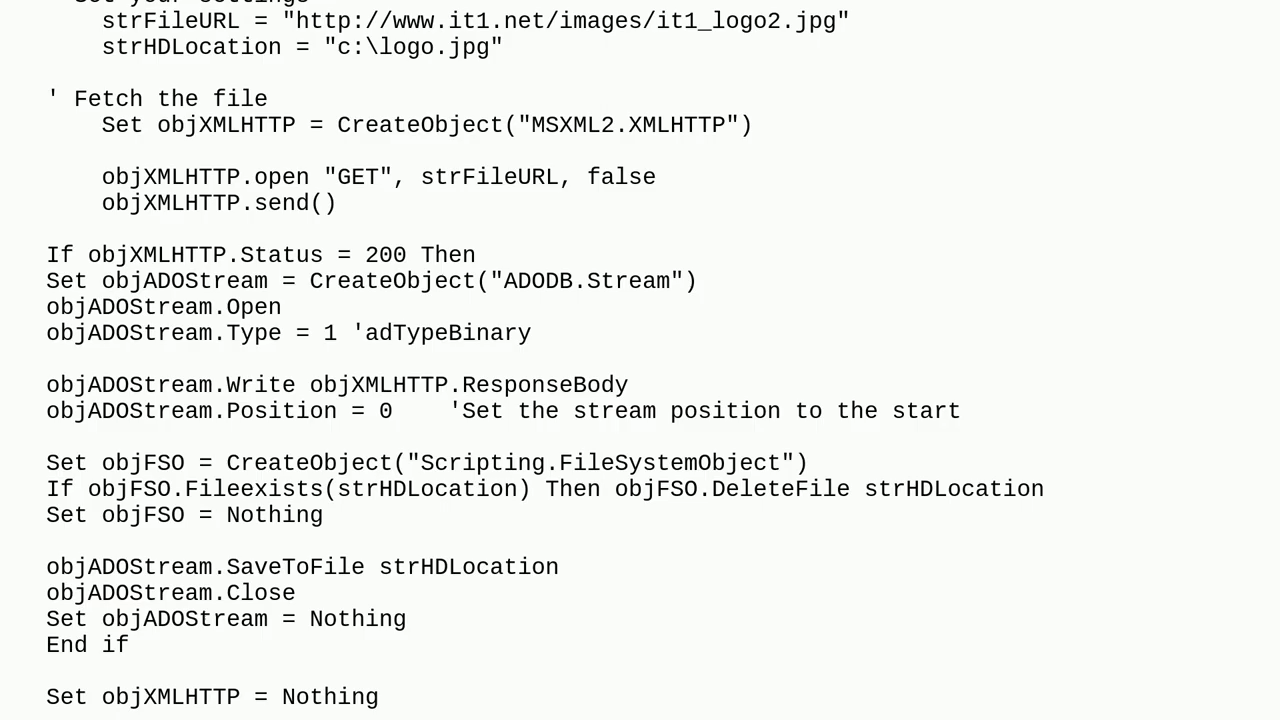 Set your settings
strFileURL = "http://www.it1.net/images/it1_logo2.jpg"
strHDLocation = "c:\logo.jpg"
' Fetch the file
Set objXMLHTTP = CreateObject("MSXML2.XMLHTTP")
objXMLHTTP.open "GET", strFileURL, false
objXMLHTTP.send()
If objXMLHTTP.Status = 200 Then
Set objADOStream = CreateObject("ADODB.Stream")
objADOStream.Open
objADOStream.Type = 1 'adTypeBinary
objADOStream.Write objXMLHTTP.ResponseBody
objADOStream.Position = 0    'Set the stream position to the start
Set objFSO = CreateObject("Scripting.FileSystemObject")
If objFSO.Fileexists(strHDLocation) Then objFSO.DeleteFile strHDLocation
Set objFSO = Nothing
objADOStream.SaveToFile strHDLocation
objADOStream.Close
Set objADOStream = Nothing
End if
Set objXMLHTTP = Nothing